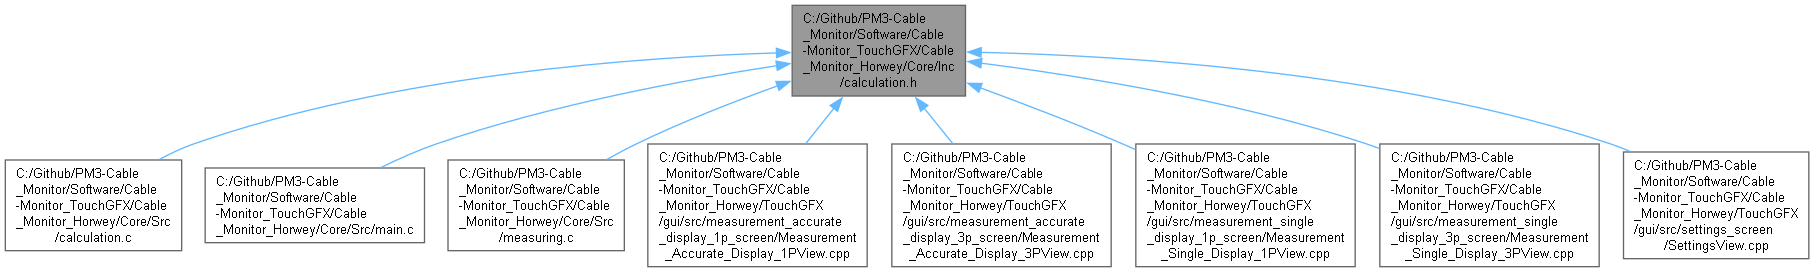 C:/Github/PM3-Cable
_Monitor/Software/Cable
-Monitor_TouchGFX/Cable
_Monitor_Horwey/Core/Inc
/calculation.h
C:/Github/PM3-Cable
_Monitor/Software/Cable
-Monitor_TouchGFX/Cable
_Monitor_Horwey/Core/Src
/calculation.c
C:/Github/PM3-Cable
_Monitor/Software/Cable
-Monitor_TouchGFX/Cable
_Monitor_Horwey/Core/Src/main.c
C:/Github/PM3-Cable
_Monitor/Software/Cable
-Monitor_TouchGFX/Cable
_Monitor_Horwey/Core/Src
/measuring.c
C:/Github/PM3-Cable
_Monitor/Software/Cable
-Monitor_TouchGFX/Cable
_Monitor_Horwey/TouchGFX
/gui/src/measurement_accurate
_display_1p_screen/Measurement
_Accurate_Display_1PView.cpp
C:/Github/PM3-Cable
_Monitor/Software/Cable
-Monitor_TouchGFX/Cable
_Monitor_Horwey/TouchGFX
/gui/src/measurement_accurate
_display_3p_screen/Measurement
_Accurate_Display_3PView.cpp
C:/Github/PM3-Cable
_Monitor/Software/Cable
-Monitor_TouchGFX/Cable
_Monitor_Horwey/TouchGFX
/gui/src/measurement_single
_display_1p_screen/Measurement
_Single_Display_1PView.cpp
C:/Github/PM3-Cable
_Monitor/Software/Cable
-Monitor_TouchGFX/Cable
_Monitor_Horwey/TouchGFX
/gui/src/measurement_single
_display_3p_screen/Measurement
_Single_Display_3PView.cpp
C:/Github/PM3-Cable
_Monitor/Software/Cable
-Monitor_TouchGFX/Cable
_Monitor_Horwey/TouchGFX
/gui/src/settings_screen
/SettingsView.cpp